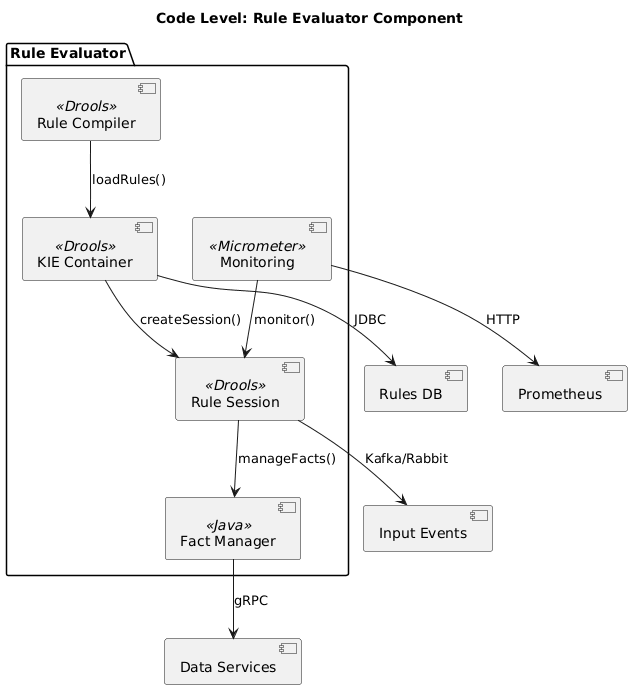 Code Level: Rule Evaluator Component
Rule Evaluator
«Drools»
Rule Compiler
loadRules()
«Drools»
KIE Container
«Micrometer»
Monitoring
createSession()
monitor()
JDBC
HTTP
«Drools»
Rule Session
Rules DB
Prometheus
manageFacts()
Kafka/Rabbit
«Java»
Fact Manager
Input Events
gRPC
Data Services